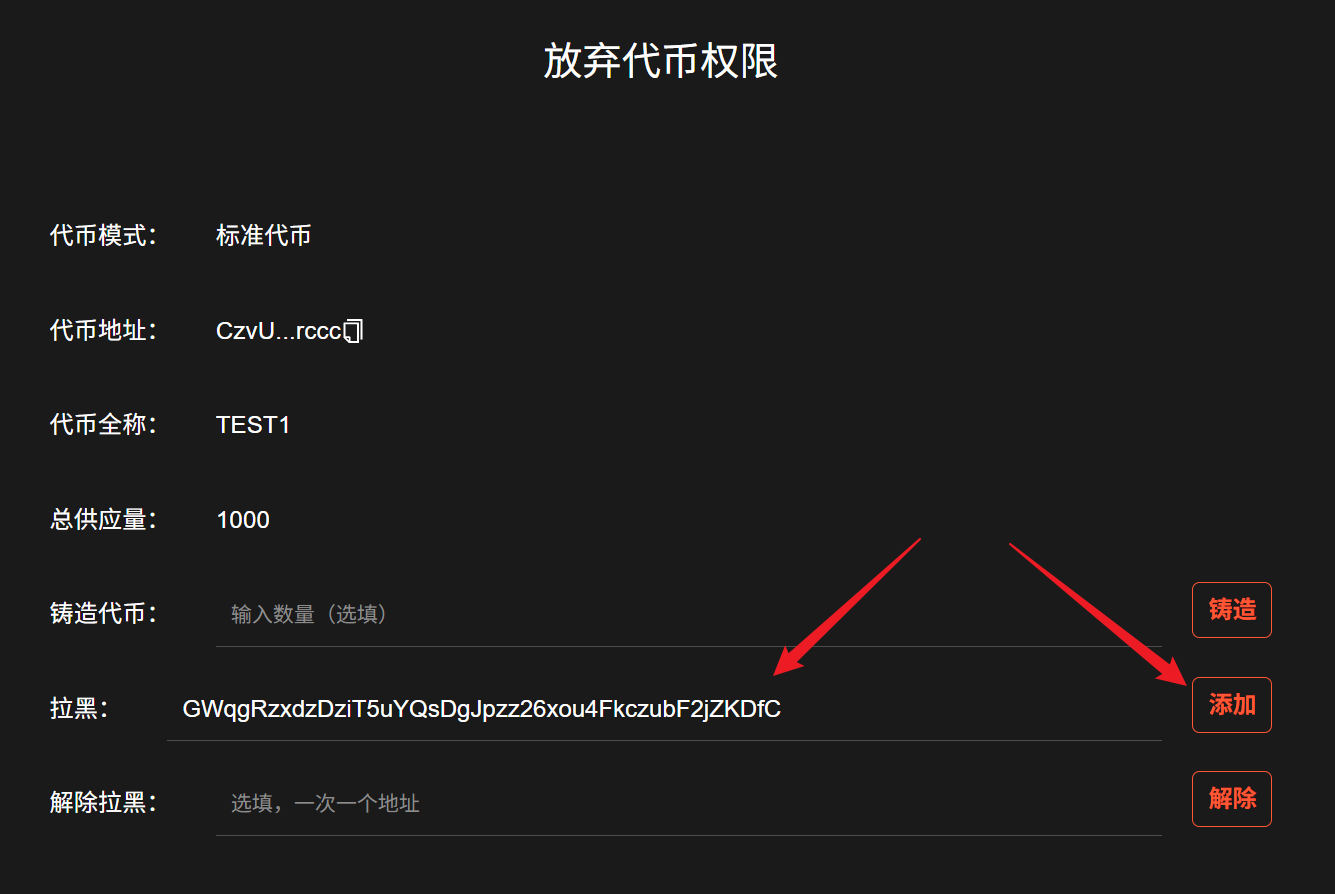 放弃代币权限
代币模式： 标准代币
代币地址： CzvU...rccc
代币全称： TEST1
总供应量： 1000
铸造代币： 输入数量（选填） 铸造
拉黑： GWqgRzxdzDziT5uYQsDgJpzz26xou4FkczubF2jZKDfC 添加
解除拉黑： 选填，一次一个地址 解除